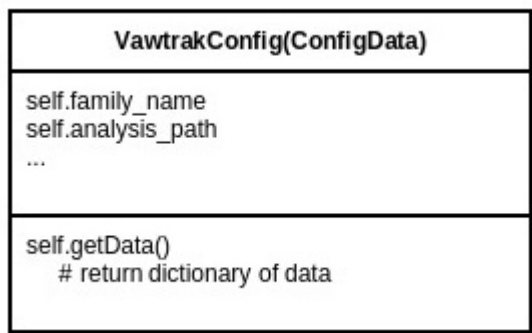 VawtrakConfig(ConfigData)
self.family_name
self.analysis_path
...
self.getData()
# return dictionary of data